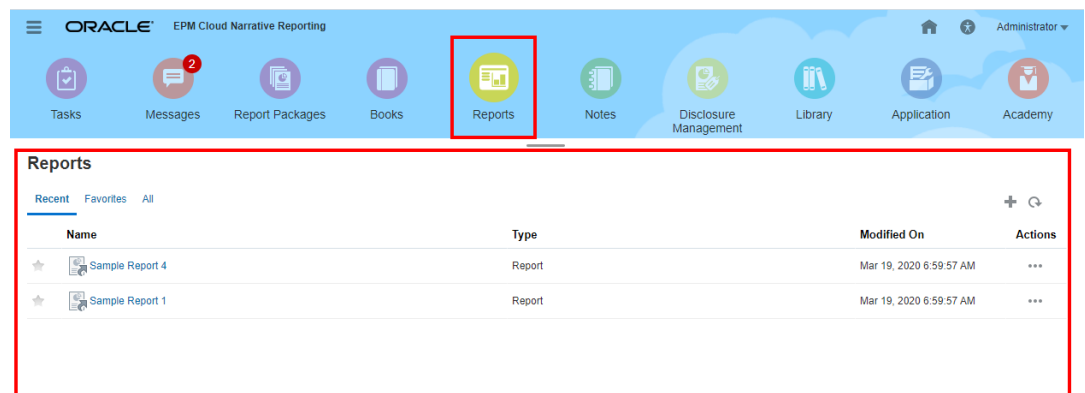 ORACLE® EPM Cloud Narrative Reporting Administrator
2
Tasks Messages Report Packages Books Reports Notes Disclosure Management Library Application Academy
Reports
Recent Favorites All
Name Type Modified On Actions
Sample Report 4 Report Mar 19, 2020 6:59:57 AM
Sample Report 1 Report Mar 19, 2020 6:59:57 AM